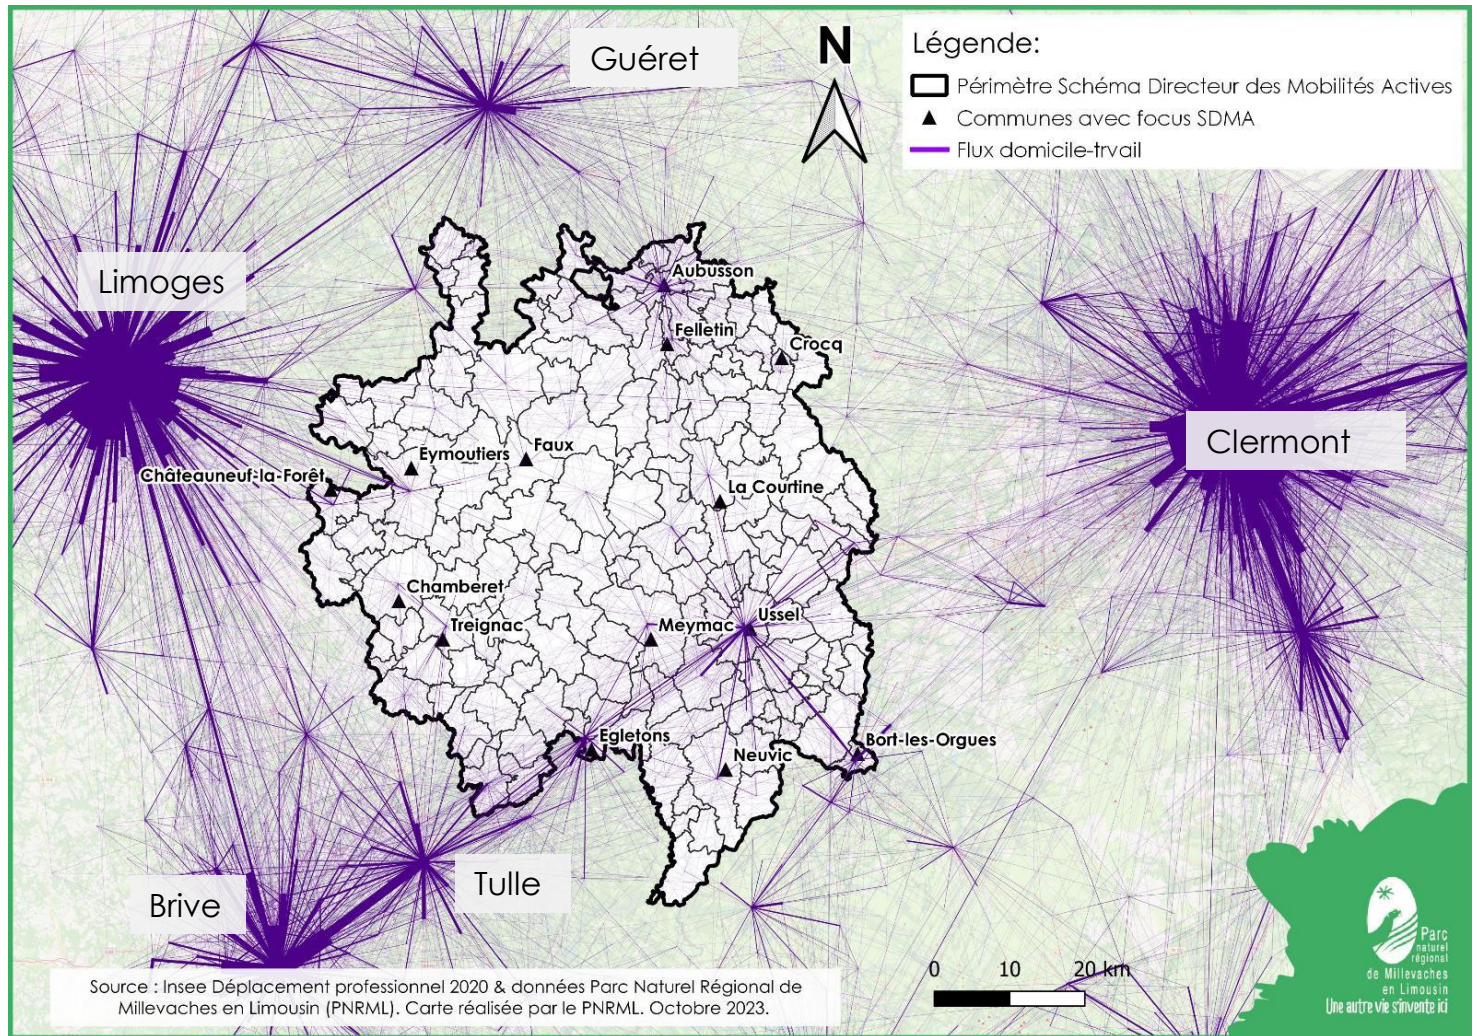 Guéret
N
Légende:
Périmètre Schéma Directeur des Mobilités Actives
Communes avec focus SDMA
Flux domicile-trvail
Limoges
Aubusson
Felletin
Crocq
Clermont
Eymoutiers
Faux
Châteauneuf-la-Forêt
La Courtine
Chamberet
Treignac
Meymac
Ussel
Egletons
Neuvic
Bort-les-Orgues
Tulle
Brive
0 10 20 km
Source : Insee Déplacement professionnel 2020 & données Parc Naturel Régional de
Millevaches en Limousin (PNRML). Carte réalisée par le PNRML. Octobre 2023.
Parc
naturel
régional
de Millevaches
en Limousin
Une autre vie s'invente ici